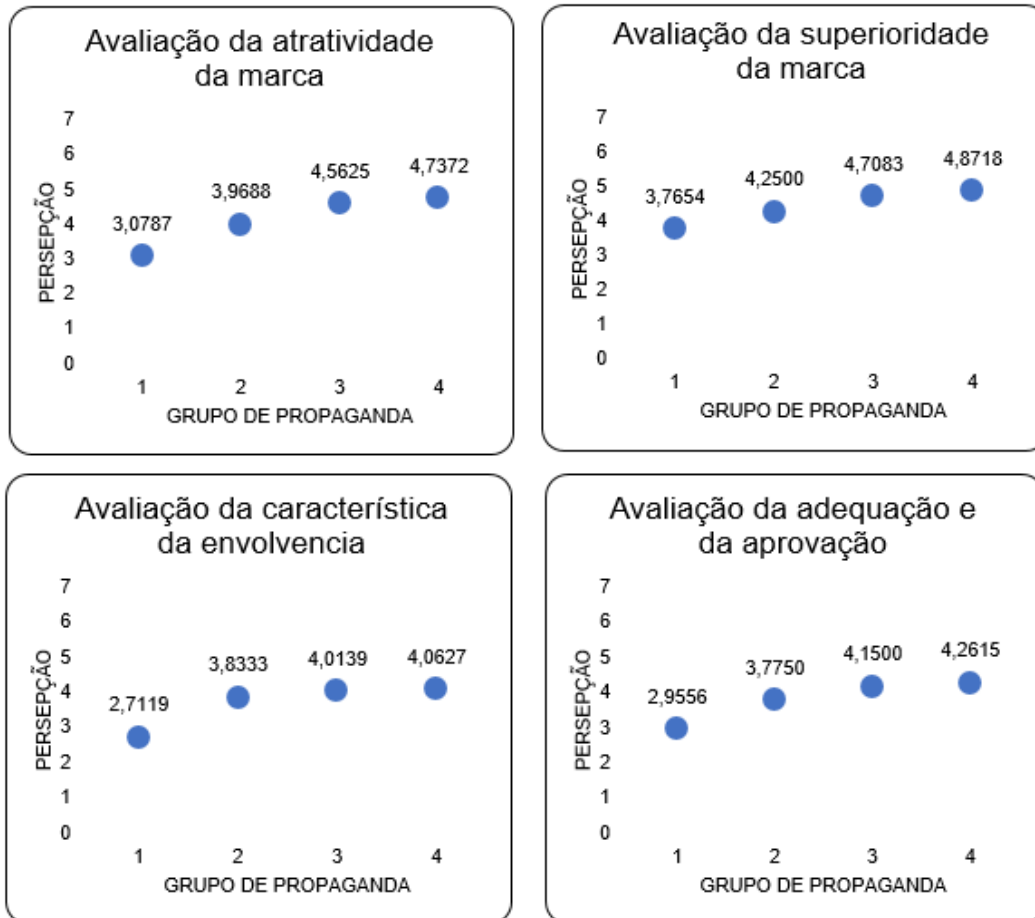 Avaliação da atratividade
da marca
PERSEPÇÃO
7
6
5
4
3
2
1
0
3,0787
3,9688
4,5625
4,7372
1 2 3 4
GRUPO DE PROPAGANDA
Avaliação da superioridade
da marca
PERSEPÇÃO
7
6
5
4
3
2
1
0
3,7654
4,2500
4,7083
4,8718
1 2 3 4
GRUPO DE PROPAGANDA
Avaliação da característica
da envolvencia
PERSEPÇÃO
7
6
5
4
3
2
1
0
2,7119
3,8333
4,0139
4,0627
1 2 3 4
GRUPO DE PROPAGANDA
Avaliação da adequação e
da aprovação
PERSEPÇÃO
7
6
5
4
3
2
1
0
2,9556
3,7750
4,1500
4,2615
1 2 3 4
GRUPO DE PROPAGANDA